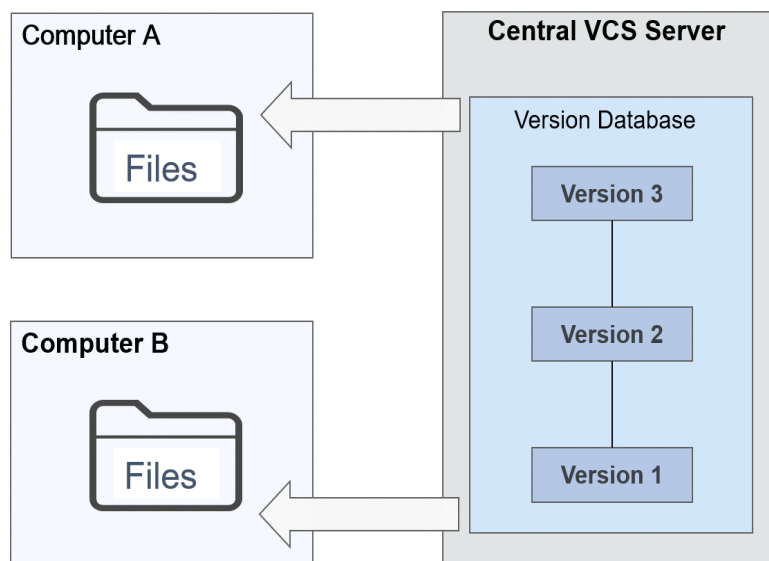 Computer A
Files
Computer B
Files
Central VCS Server
Version Database
Version 3
Version 2
Version 1